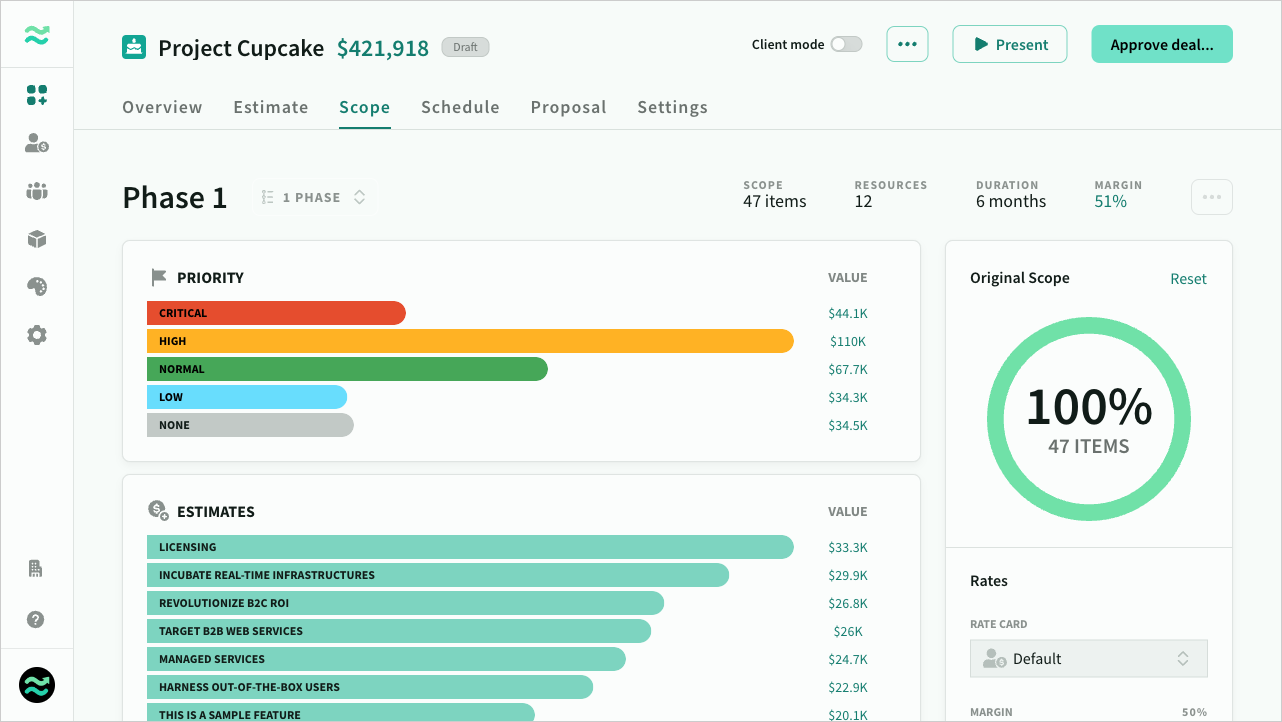 Project Cupcake $421,918 Draft
Client mode
Present
Approve deal...
Overview Estimate Scope Schedule Proposal Settings
Phase 1
1 PHASE
SCOPE
47 items
RESOURCES
12
DURATION
6 months
MARGIN
51%
PRIORITY VALUE
CRITICAL $44.1K
HIGH $110K
NORMAL $67.7K
LOW $34.3K
NONE $34.5K
ESTIMATES VALUE
LICENSING $33.3K
INCUBATE REAL-TIME INFRASTRUCTURES $29.9K
REVOLUTIONIZE B2C ROI $26.8K
TARGET B2B WEB SERVICES $26K
MANAGED SERVICES $24.7K
HARNESS OUT-OF-THE-BOX USERS $22.9K
THIS IS A SAMPLE FEATURE $20.1K
Original Scope Reset
100%
47 ITEMS
Rates
RATE CARD
Default
MARGIN 50%